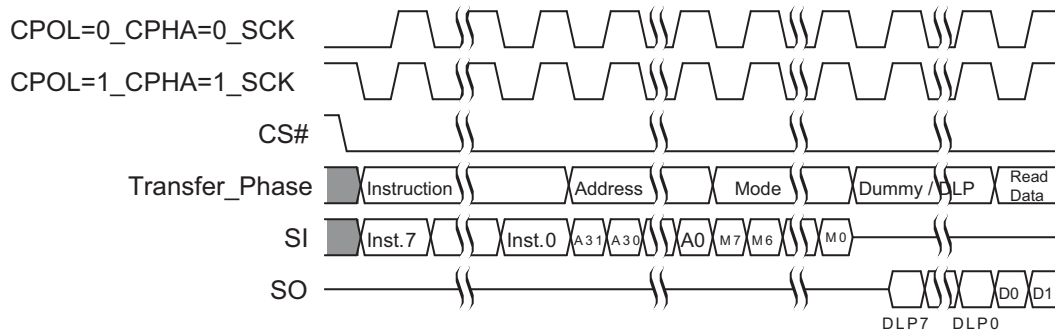 CPOL=0_CPHA=0_SCK
CPOL=1_CPHA=1_SCK
CS#
Transfer_Phase Instruction Address Mode Dummy / DLP Read Data
SI Inst.7 Inst.0 A31 A30 A0 M7 M6 M0
SO D0 D1
DLP7 DLP0